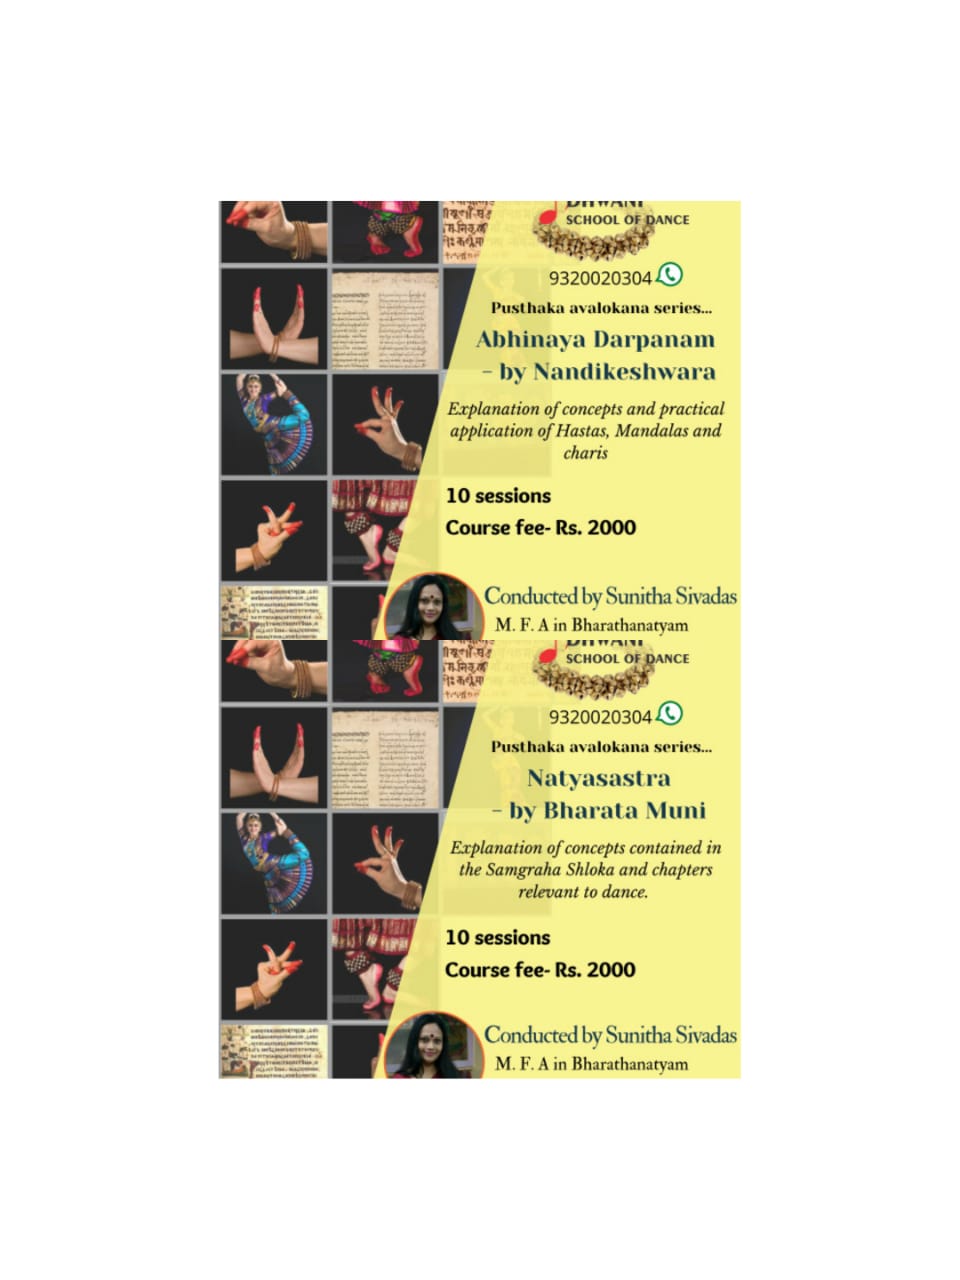 DHWANI
SCHOOL OF DANCE
9320020304
Pusthaka avalokana series...
Abhinaya Darpanam
- by Nandikeshwara
Explanation of concepts and practical
application of Hastas, Mandalas and
charis
10 sessions
Course fee- Rs. 2000
Conducted by Sunitha Sivadas
M. F. A in Bharathanatyam
DHWANI
SCHOOL OF DANCE
9320020304
Pusthaka avalokana series...
Natyasastra
- by Bharata Muni
Explanation of concepts contained in
the Samgraha Shloka and chapters
relevant to dance.
10 sessions
Course fee- Rs. 2000
Conducted by Sunitha Sivadas
M. F. A in Bharathanatyam